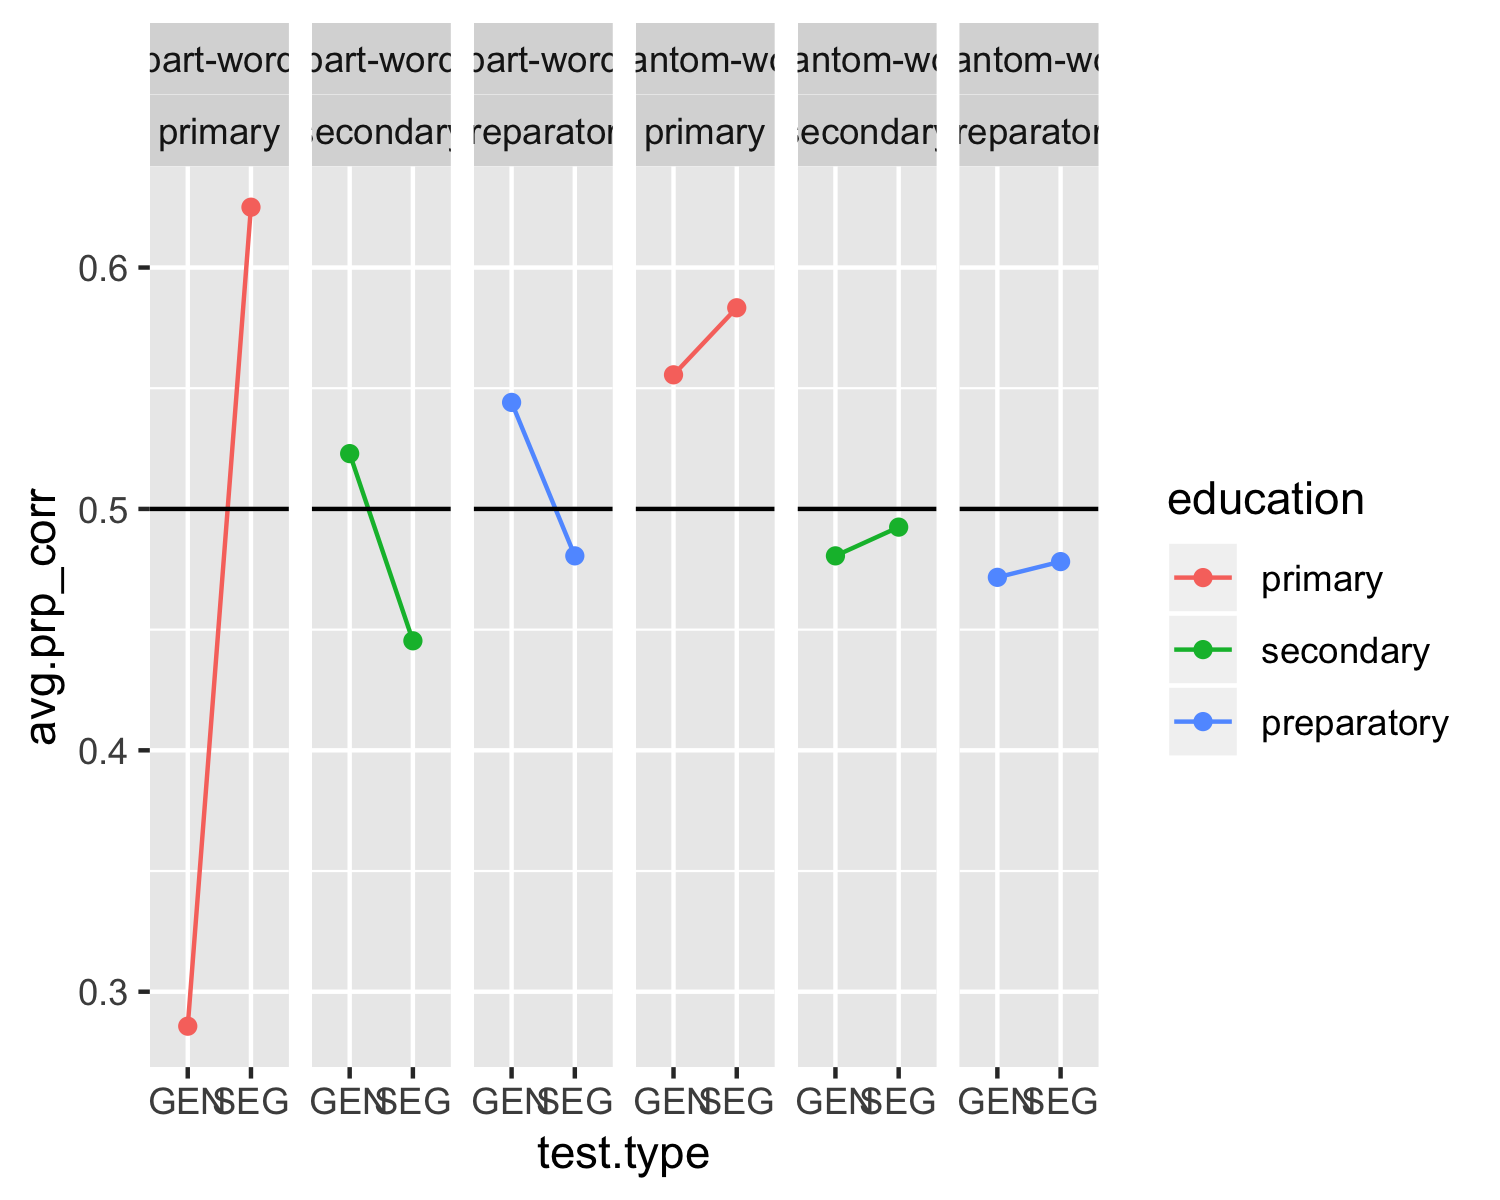 part-word part-word part-word antom-wo antom-wo antom-wo
primary secondary reparator primary secondary reparator
0.6
0.5
0.4
0.3
avg.prp_corr
GEN SEG GEN SEG GEN SEG GEN SEG GEN SEG GEN SEG
test.type
education
primary
secondary
preparatory